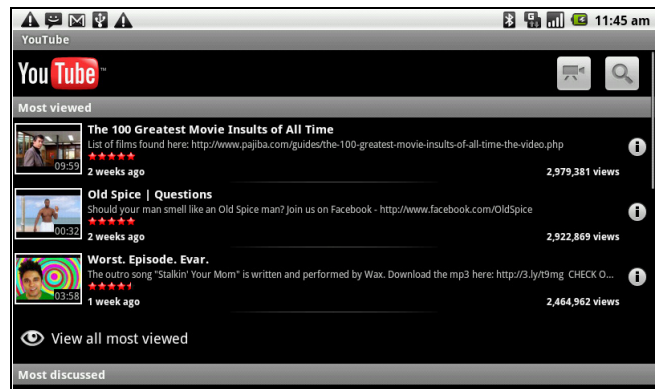 11:45 am
YouTube
You Tube ™
Most viewed
The 100 Greatest Movie Insults of All Time
List of films found here: http://www.pajiba.com/guides/the-100-greatest-movie-insults-of-all-time-the-video.php
09:59
2 weeks ago 2,979,381 views
Old Spice | Questions
Should your man smell like an Old Spice man? Join us on Facebook - http://www.facebook.com/OldSpice
00:32
2 weeks ago 2,922,869 views
Worst. Episode. Evar.
The outro song "Stalkin' Your Mom" is written and performed by Wax. Download the mp3 here: http://3.ly/t9mg CHECK O...
03:58
1 week ago 2,464,962 views
View all most viewed
Most discussed